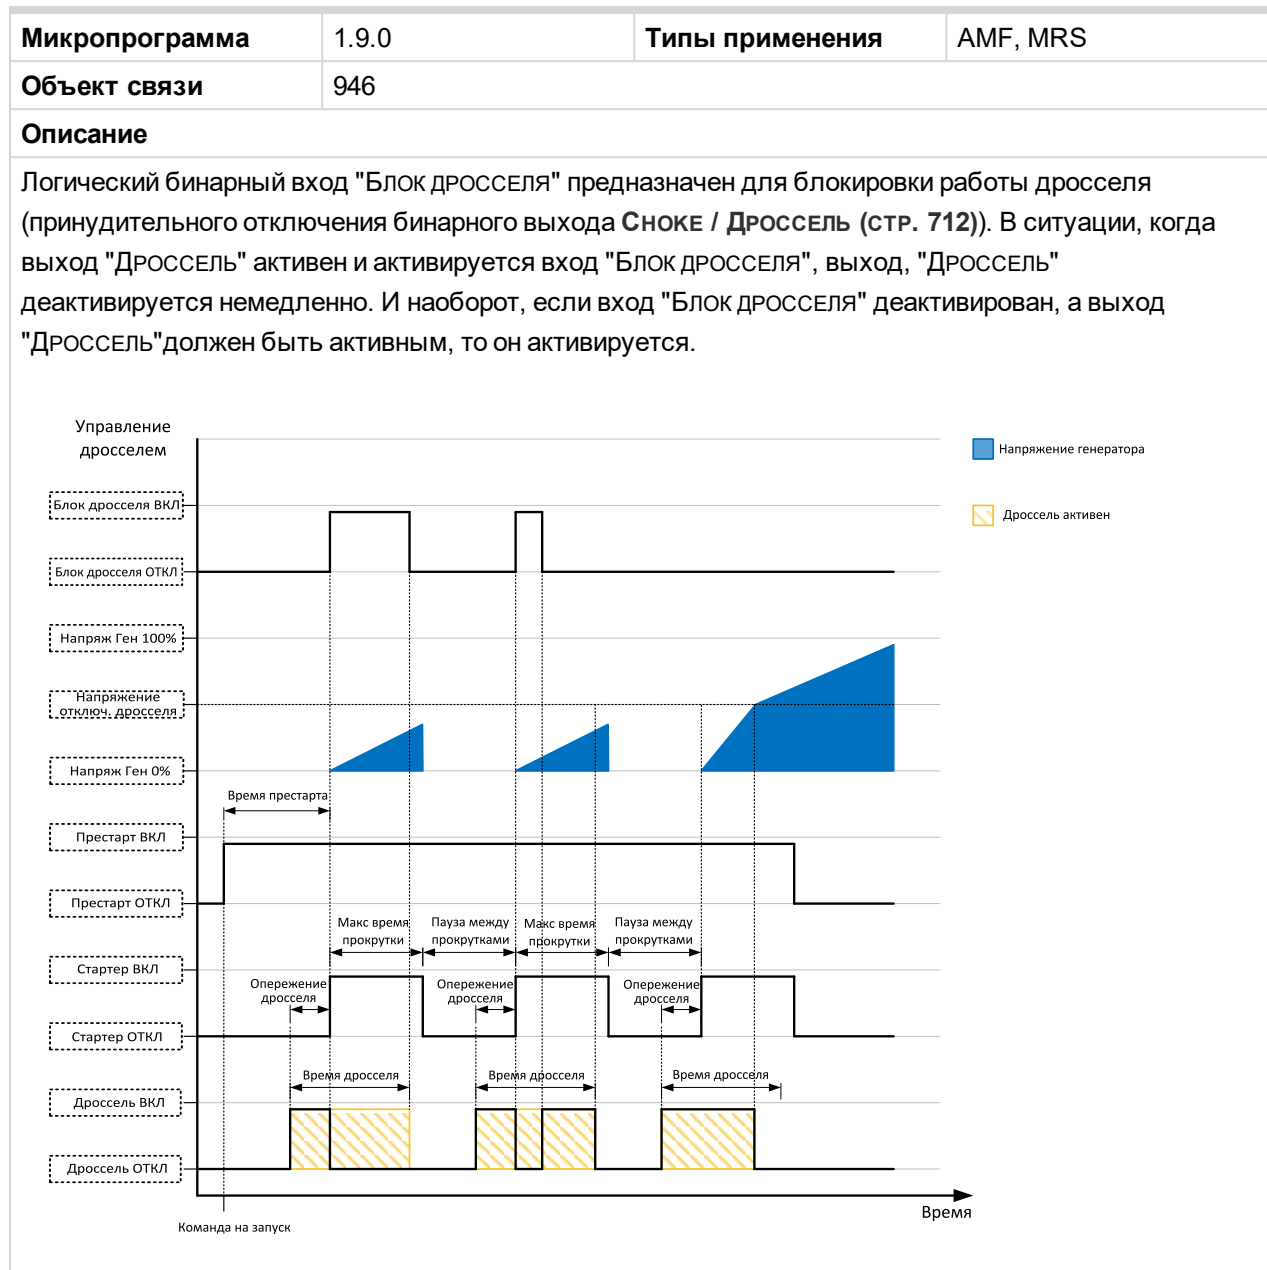 Микропрограмма 1.9.0 Типы применения AMF, MRS
Объект связи 946
Описание
Логический бинарный вход "Блок дросселя" предназначен для блокировки работы дросселя
(принудительного отключения бинарного выхода Choke / Дроссель (стр. 712)). В ситуации, когда
выход "Дроссель" активен и активируется вход "Блок дросселя", выход, "Дроссель"
деактивируется немедленно. И наоборот, если вход "Блок дросселя" деактивирован, а выход
"Дроссель"должен быть активным, то он активируется.
Управление
дросселем
Напряжение генератора
Блок дросселя ВКЛ
Дроссель активен
Блок дросселя ОТКЛ
Напряж Ген 100%
Напряжение
отключ. дросселя
Напряж Ген 0%
Время престарта
Престарт ВКЛ
Престарт ОТКЛ
Макс время
прокрутки
Пауза между
прокрутками
Макс время
прокрутки
Пауза между
прокрутками
Стартер ВКЛ
Опережение
дросселя
Опережение
дросселя
Опережение
дросселя
Стартер ОТКЛ
Время дросселя
Время дросселя
Время дросселя
Дроссель ВКЛ
Дроссель ОТКЛ
Время
Команда на запуск